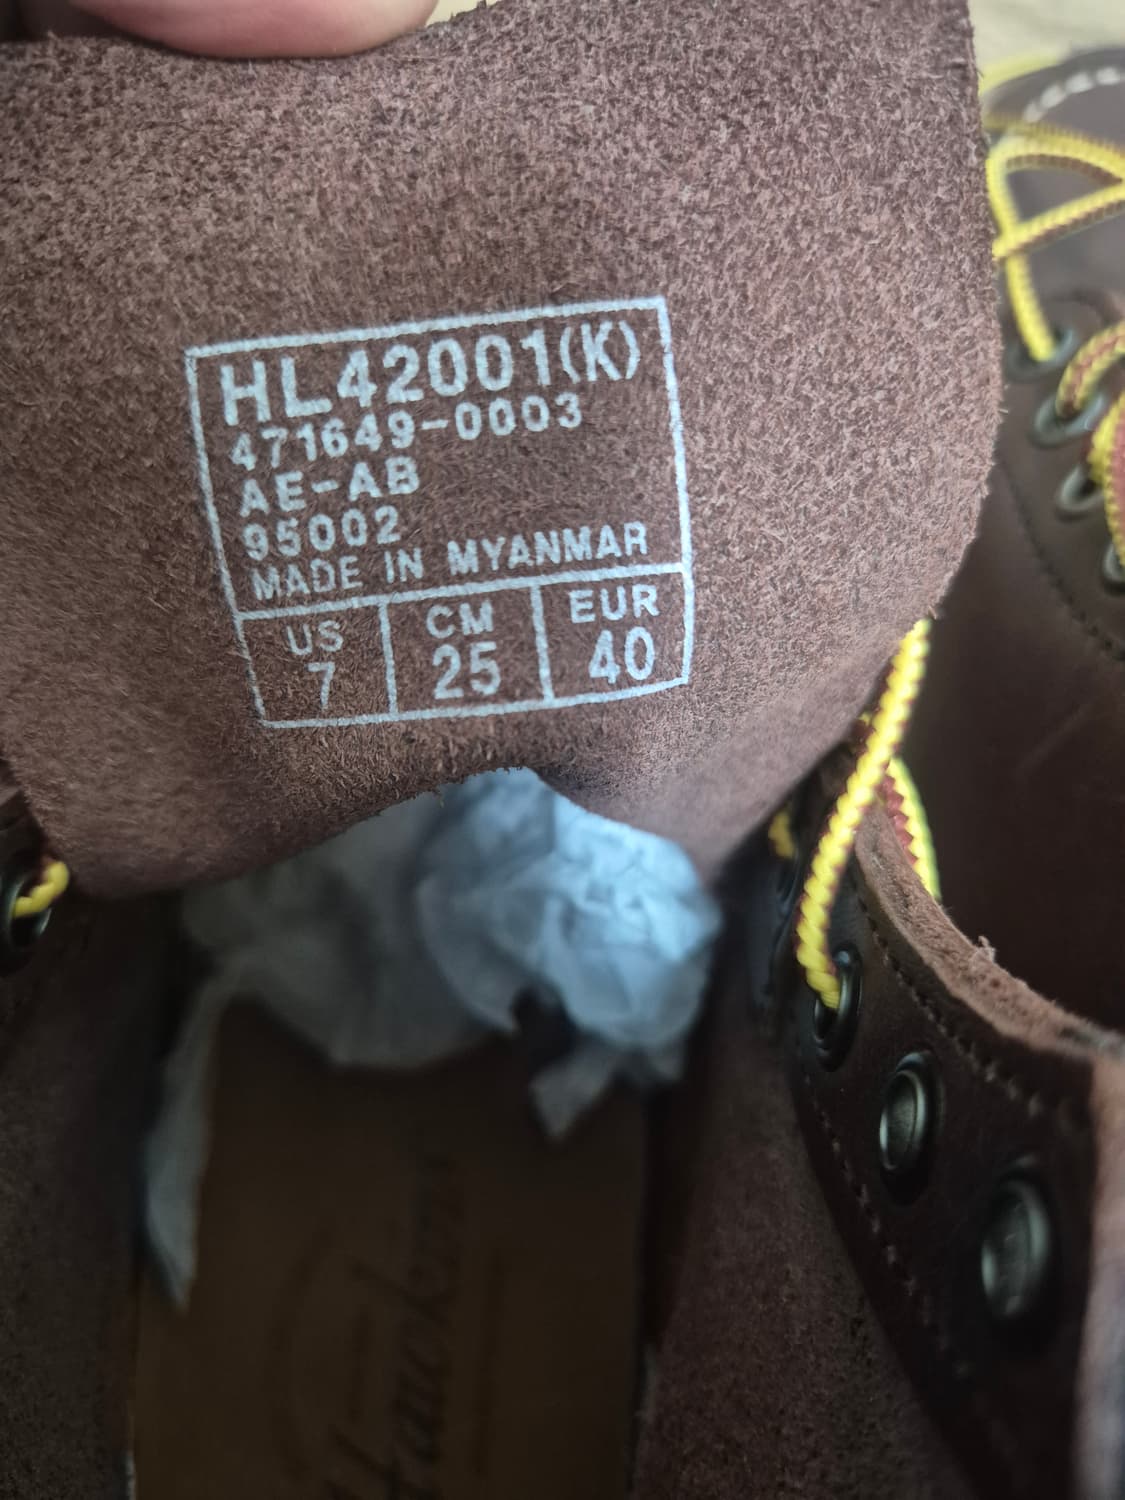 HL42001(K)
471649-0003
AE-AB
95002
MADE IN MYANMAR
US CM EUR
7 25 40